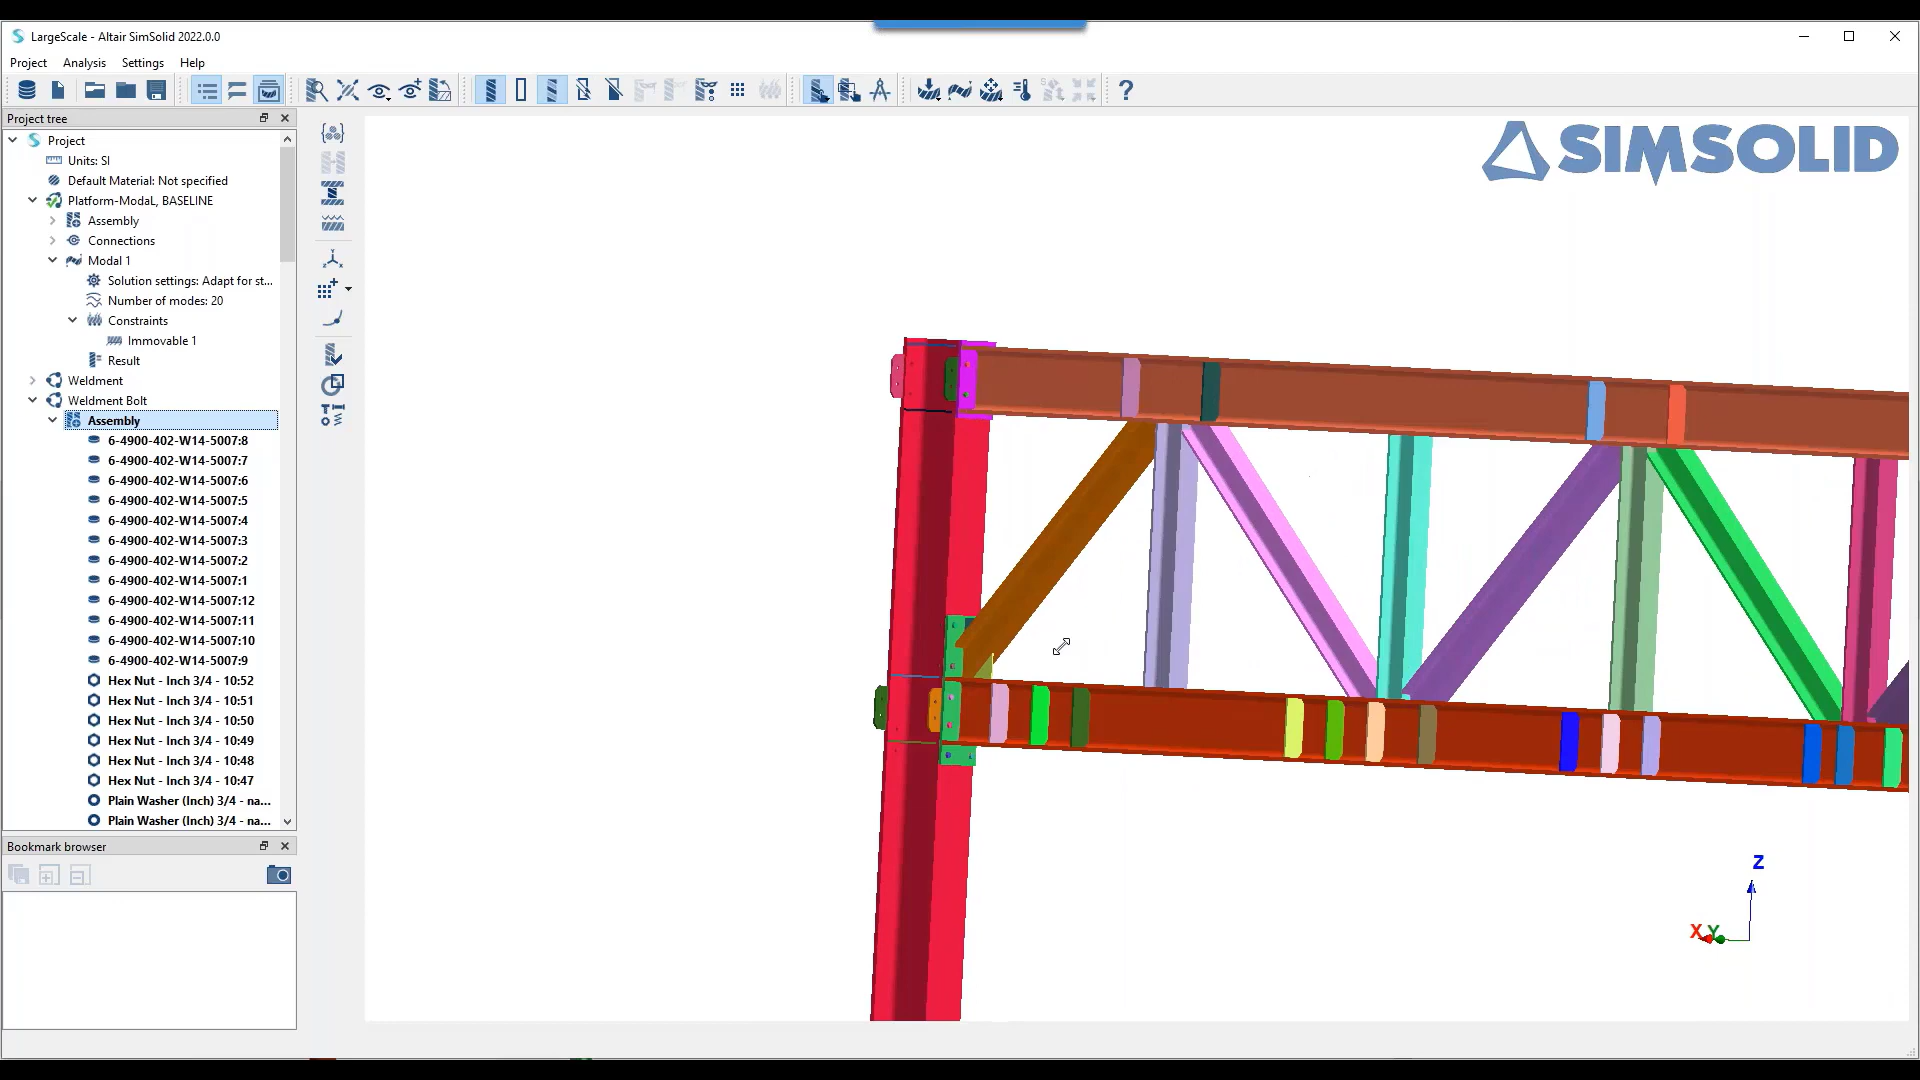 LargeScale - Altair SimSolid 2022.0.0
Project Analysis Settings Help
Project tree
Project
Units: SI
Default Material: Not specified
Platform-ModaL, BASELINE
Assembly
Connections
Modal 1
Solution settings: Adapt for st...
Number of modes: 20
Constraints
Immovable 1
Result
Weldment
Weldment Bolt
Assembly
6-4900-402-W14-5007:8
6-4900-402-W14-5007:7
6-4900-402-W14-5007:6
6-4900-402-W14-5007:5
6-4900-402-W14-5007:4
6-4900-402-W14-5007:3
6-4900-402-W14-5007:2
6-4900-402-W14-5007:1
6-4900-402-W14-5007:12
6-4900-402-W14-5007:11
6-4900-402-W14-5007:10
6-4900-402-W14-5007:9
Hex Nut - Inch 3/4 - 10:52
Hex Nut - Inch 3/4 - 10:51
Hex Nut - Inch 3/4 - 10:50
Hex Nut - Inch 3/4 - 10:49
Hex Nut - Inch 3/4 - 10:48
Hex Nut - Inch 3/4 - 10:47
Plain Washer (Inch) 3/4 - na...
Plain Washer (Inch) 3/4 - na...
Bookmark browser
SIMSOLID
Z
X Y